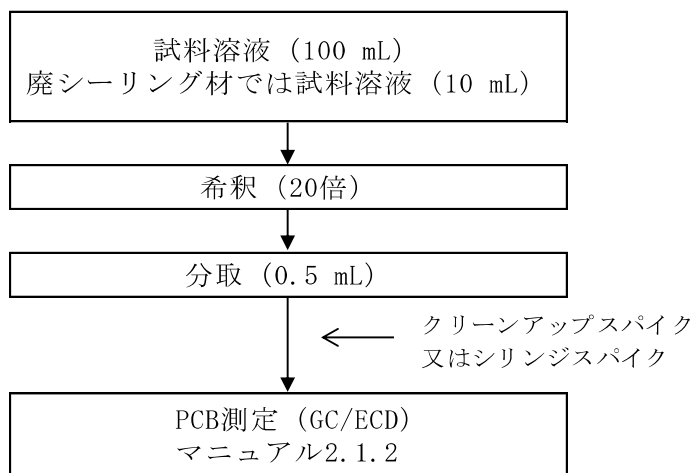 試料溶液（100 mL）
廃シーリング材では試料溶液（10 mL）
希釈（20倍）
分取（0.5 mL）
クリーンアップスパイク
又はシリンジスパイク
PCB測定（GC/ECD）
マニュアル2.1.2